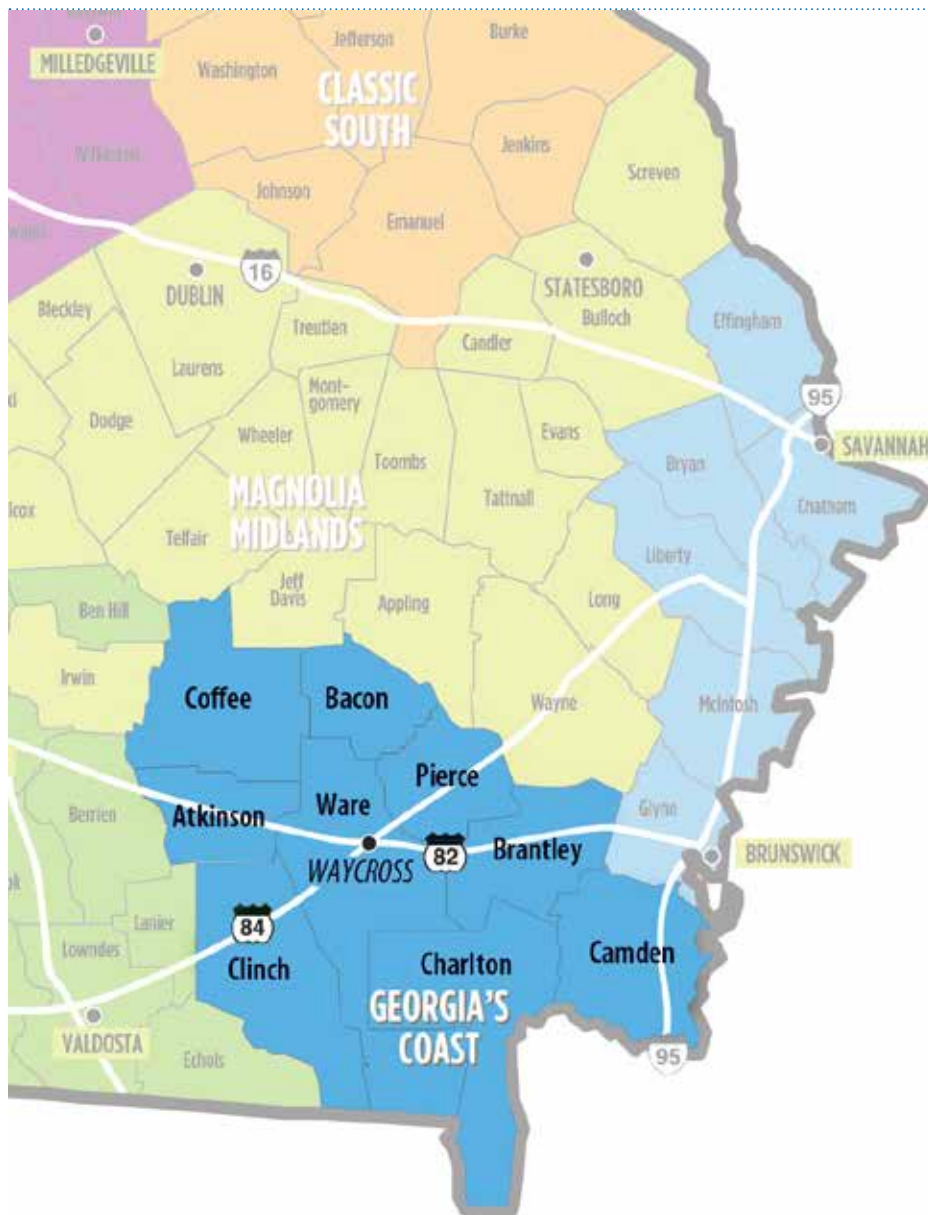 Jefferson
Burke
MILLEDGEVILLE
Washington
CLASSIC
SOUTH
Wilkinson
Jenkins
Screven
Johnson
Emanuel
16
STATESBORO
DUBLIN
Bulloch
Bleckley
Treutlen
Effingham
Candler
Laurens
Mont-
gomery
95
Dodge
Wheeler
Evans
SAVANNAH
Toombs
Bryan
MAGNOLIA
MIDLANDS
Tattnall
Chatham
Telfair
Liberty
Jeff
Davis
Ben Hill
Appling
Long
Irwin
Coffee
Bacon
Wayne
McIntosh
Pierce
Ware
Atkinson
Glynn
Berrien
82
Brantley
BRUNSWICK
WAYCROSS
Lanier
84
Lowndes
Clinch
Charlton
Camden
GEORGIA'S
COAST
VALDOSTA
Echols
95